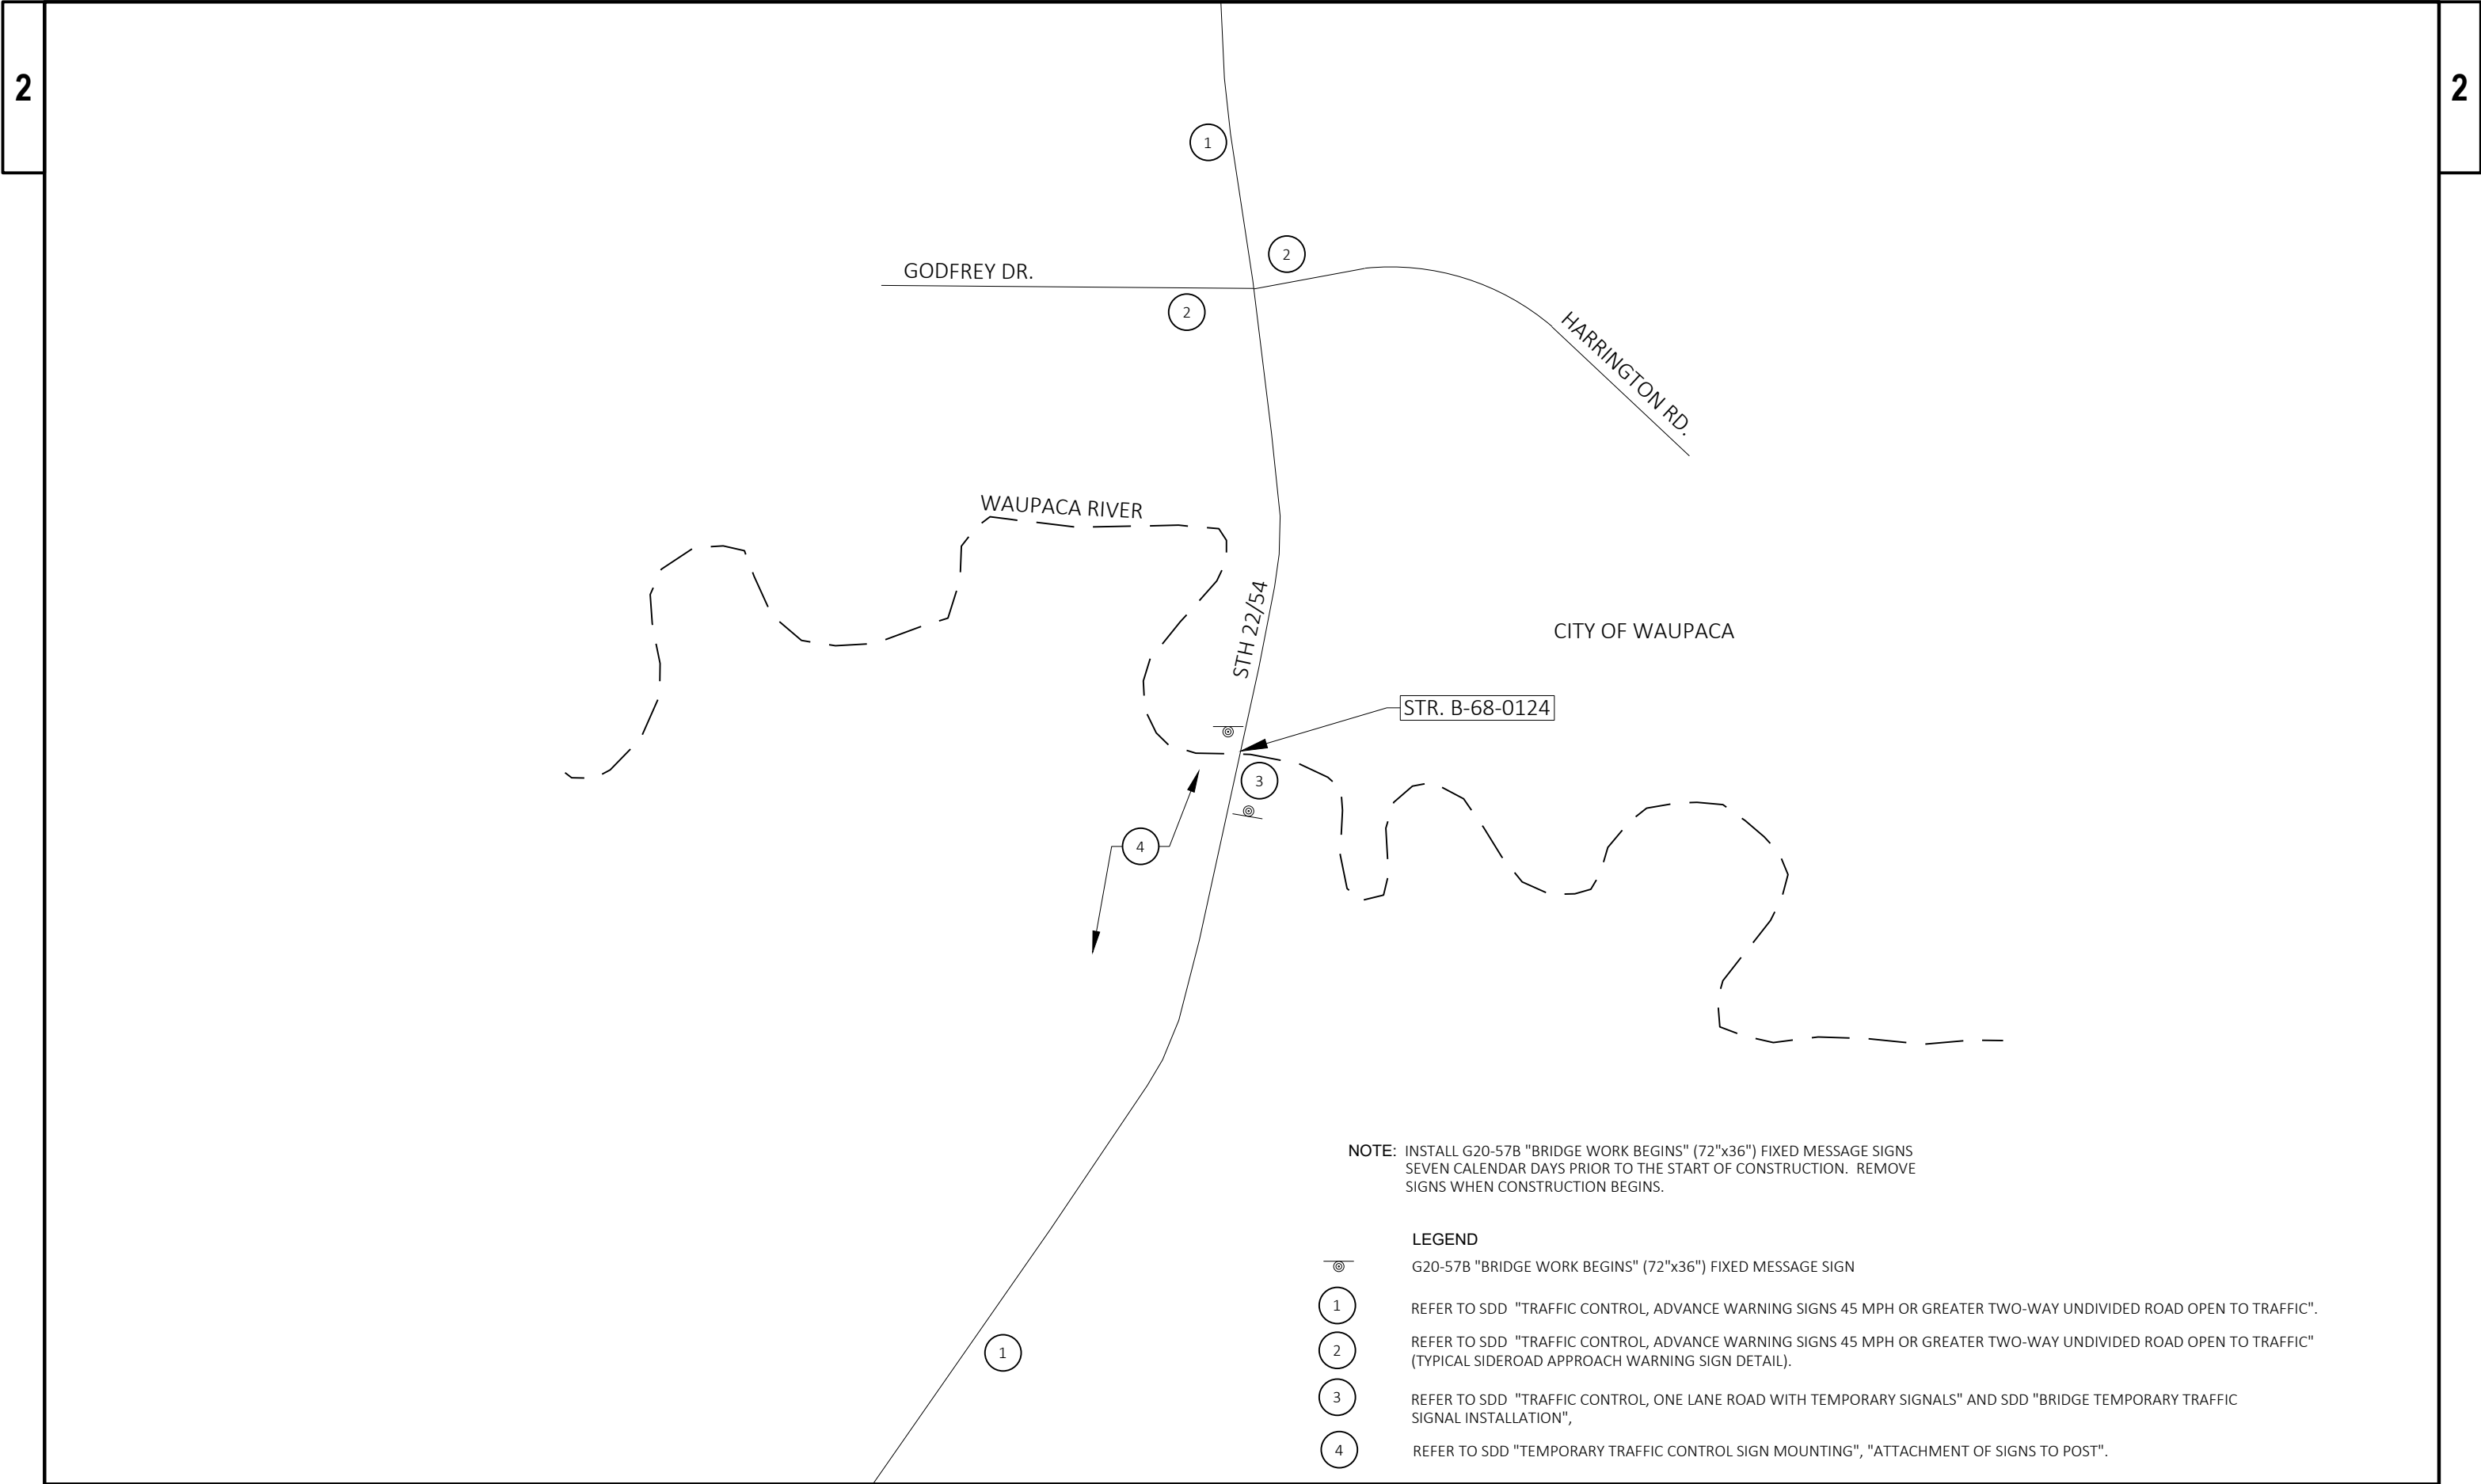 2
2
1
2
GODFREY DR.
2
HARRINGTON RD.
WAUPACA RIVER
STH 22/54
CITY OF WAUPACA
STR. B-68-0124
3
4
NOTE: INSTALL G20-57B "BRIDGE WORK BEGINS" (72"x36") FIXED MESSAGE SIGNS
SEVEN CALENDAR DAYS PRIOR TO THE START OF CONSTRUCTION. REMOVE
SIGNS WHEN CONSTRUCTION BEGINS.
LEGEND
G20-57B "BRIDGE WORK BEGINS" (72"x36") FIXED MESSAGE SIGN
1 REFER TO SDD "TRAFFIC CONTROL, ADVANCE WARNING SIGNS 45 MPH OR GREATER TWO-WAY UNDIVIDED ROAD OPEN TO TRAFFIC".
2 REFER TO SDD "TRAFFIC CONTROL, ADVANCE WARNING SIGNS 45 MPH OR GREATER TWO-WAY UNDIVIDED ROAD OPEN TO TRAFFIC"
(TYPICAL SIDEROAD APPROACH WARNING SIGN DETAIL).
1
3 REFER TO SDD "TRAFFIC CONTROL, ONE LANE ROAD WITH TEMPORARY SIGNALS" AND SDD "BRIDGE TEMPORARY TRAFFIC
SIGNAL INSTALLATION",
4 REFER TO SDD "TEMPORARY TRAFFIC CONTROL SIGN MOUNTING", "ATTACHMENT OF SIGNS TO POST".